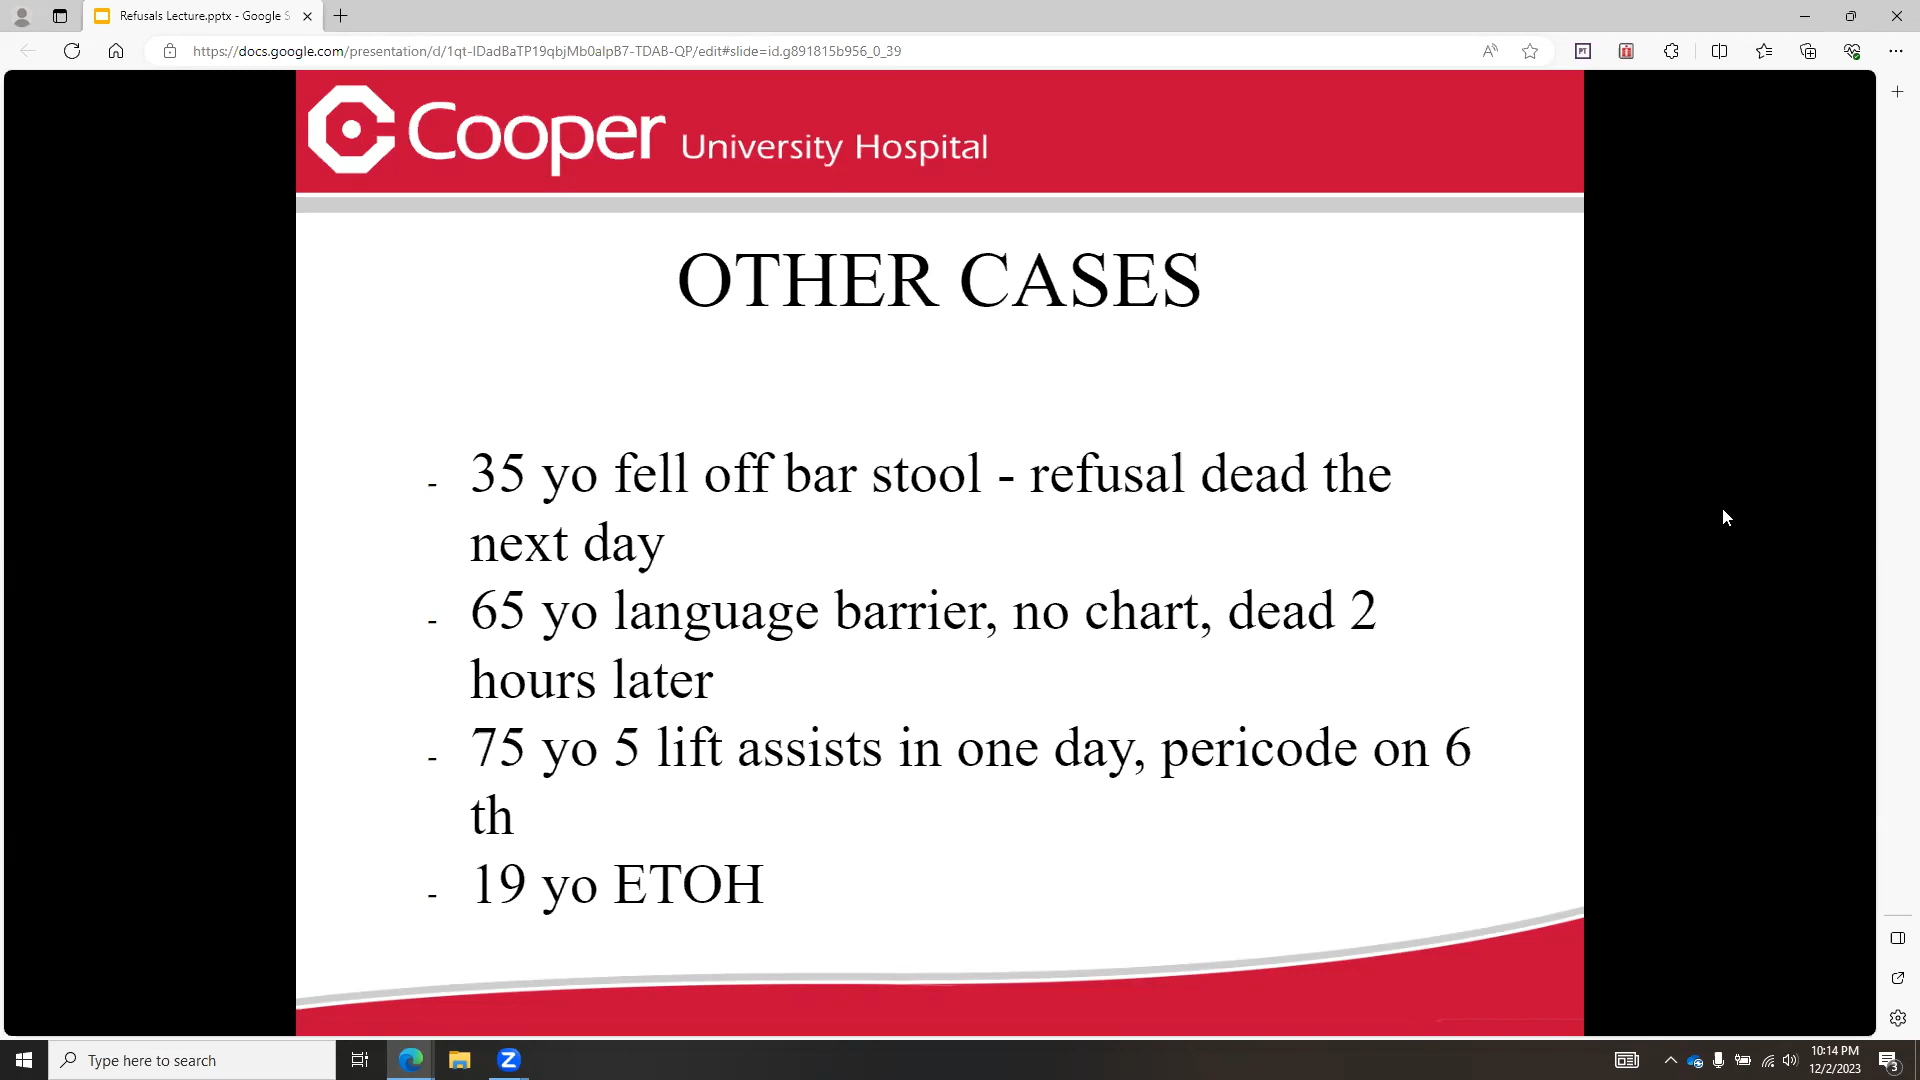 Refusals Lecture.pptx - Google S
https://docs.google.com/presentation/d/1qt-IDadBaTP19qbjMb0alpB7-TDAB-QP/edit#slide=id.g891815b956_0_39
Cooper University Hospital
OTHER CASES
- 35 yo fell off bar stool - refusal dead the
next day
- 65 yo language barrier, no chart, dead 2
hours later
- 75 yo 5 lift assists in one day, pericode on 6
th
- 19 yo ETOH
Type here to search
10:14 PM
12/2/2023
3